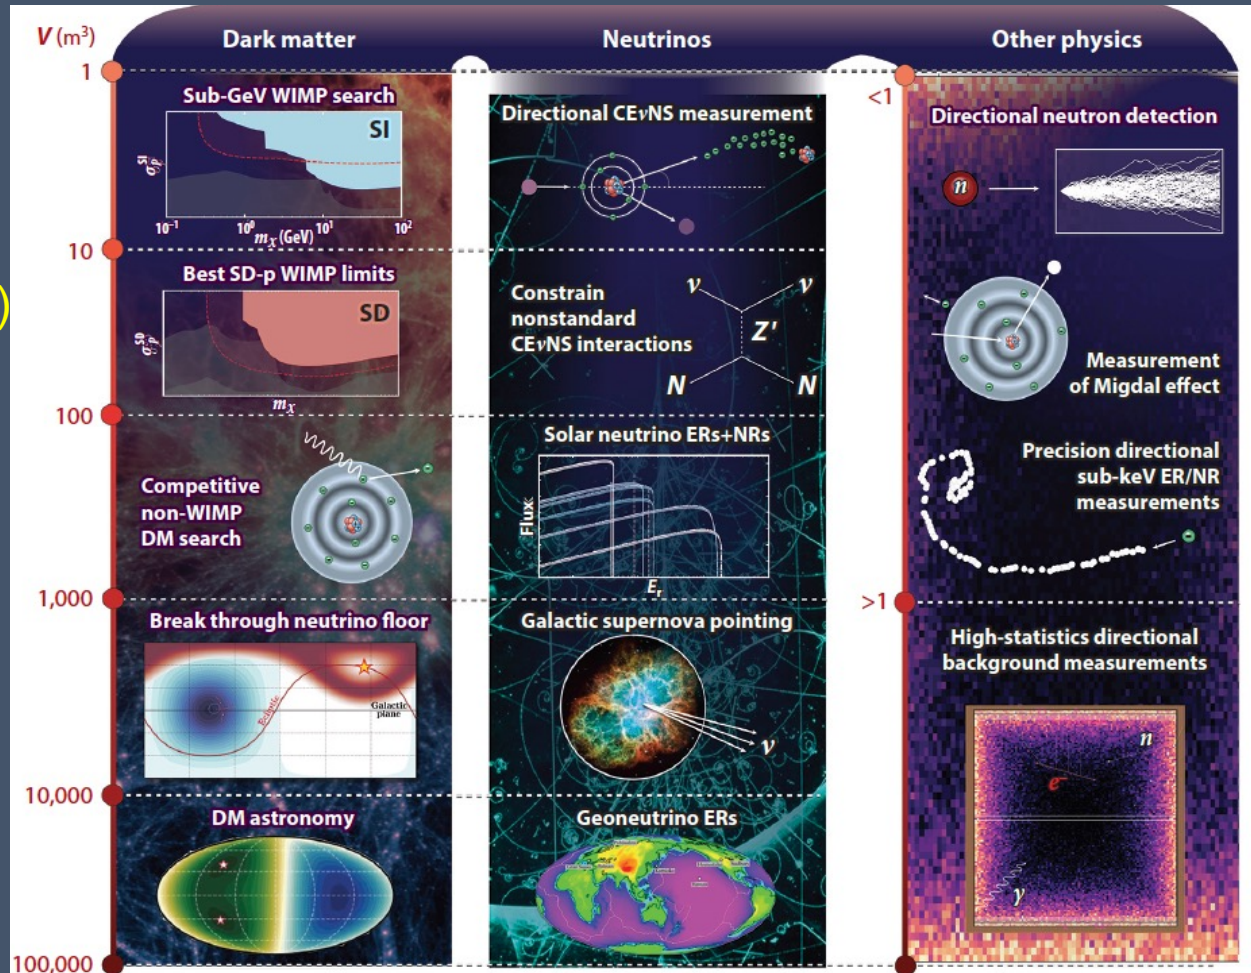 V (m³)
Dark matter
Neutrinos
Other physics
1
Sub-GeV WIMP search
SI
σ_p^SI
10⁻¹
10⁰
10¹
10²
m_χ (GeV)
10
Best SD-p WIMP limits
SD
σ_p^SD
m_χ
100
Competitive
non-WIMP
DM search
1,000
Break through neutrino floor
Ecliptic
Galactic
plane
10,000
DM astronomy
100,000
Directional CEνNS measurement
Constrain
nonstandard
CEνNS interactions
ν
ν
Z′
N
N
Solar neutrino ERs+NRs
Flux
E_r
Galactic supernova pointing
ν
Geoneutrino ERs
<1
Directional neutron detection
n
Measurement
of Migdal effect
Precision directional
sub-keV ER/NR
measurements
>1
High-statistics directional
background measurements
n
e⁻
γ
)